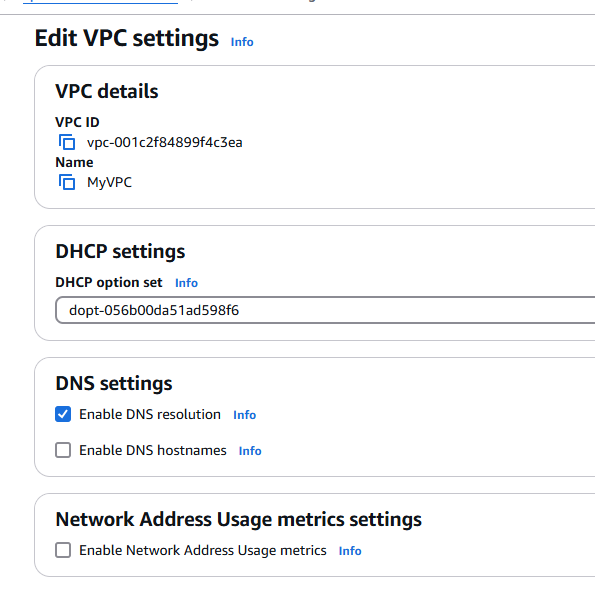 Edit VPC settings Info
VPC details
VPC ID
vpc-001c2f84899f4c3ea
Name
MyVPC
DHCP settings
DHCP option set Info
dopt-056b00da51ad598f6
DNS settings
Enable DNS resolution Info
Enable DNS hostnames Info
Network Address Usage metrics settings
Enable Network Address Usage metrics Info